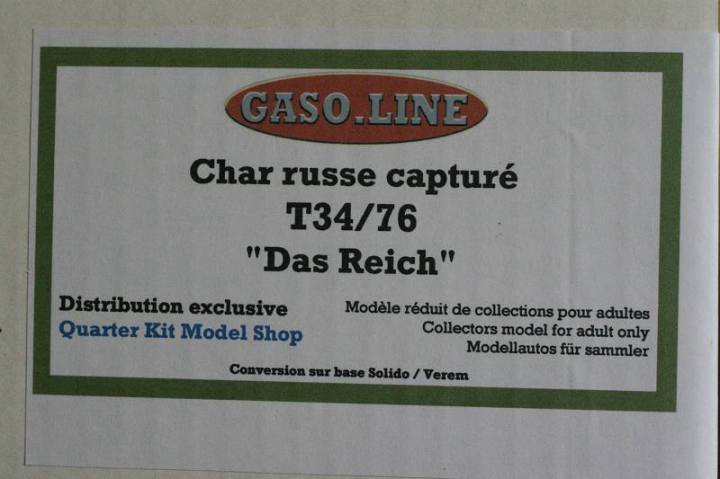 GASO.LINE
Char russe capturé
T34/76
"Das Reich"
Distribution exclusive
Quarter Kit Model Shop
Modèle réduit de collections pour adultes
Collectors model for adult only
Modellautos für sammler
Conversion sur base Solido / Verem